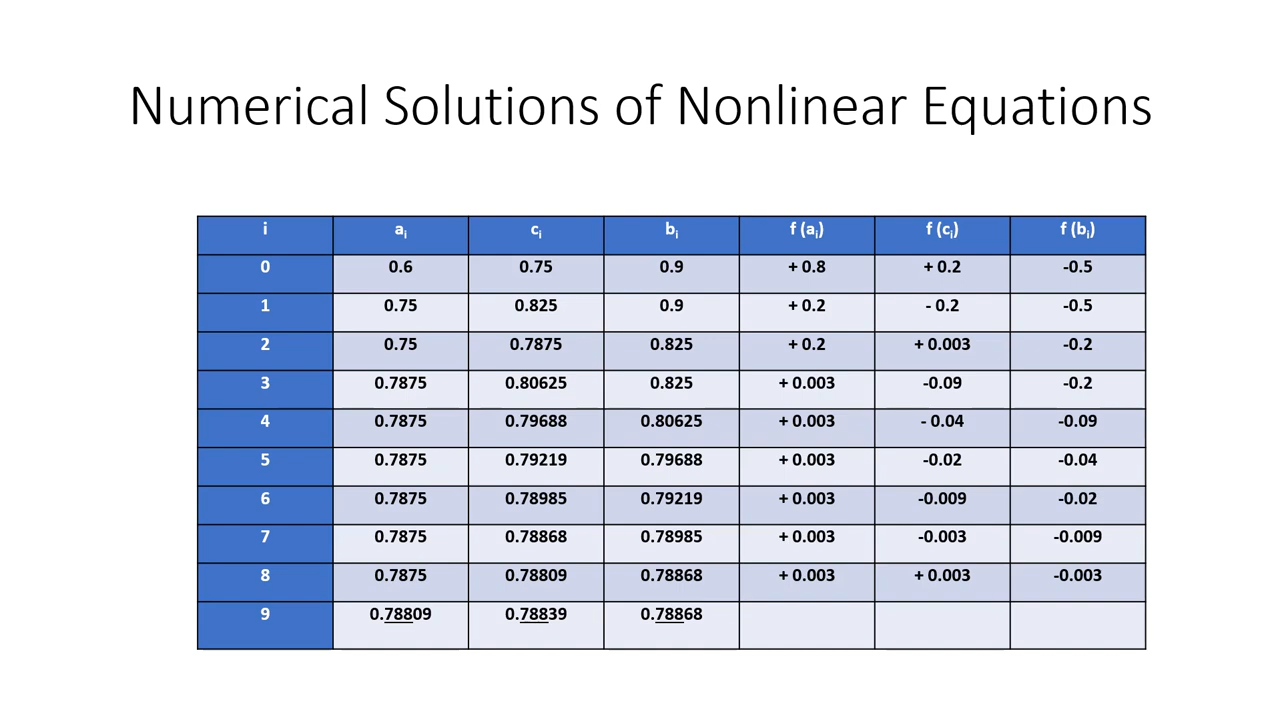 Numerical Solutions of Nonlinear Equations
i aᵢ cᵢ bᵢ f (aᵢ) f (cᵢ) f (bᵢ)
0 0.6 0.75 0.9 + 0.8 + 0.2 -0.5
1 0.75 0.825 0.9 + 0.2 - 0.2 -0.5
2 0.75 0.7875 0.825 + 0.2 + 0.003 -0.2
3 0.7875 0.80625 0.825 + 0.003 -0.09 -0.2
4 0.7875 0.79688 0.80625 + 0.003 - 0.04 -0.09
5 0.7875 0.79219 0.79688 + 0.003 -0.02 -0.04
6 0.7875 0.78985 0.79219 + 0.003 -0.009 -0.02
7 0.7875 0.78868 0.78985 + 0.003 -0.003 -0.009
8 0.7875 0.78809 0.78868 + 0.003 + 0.003 -0.003
9 0.78809 0.78839 0.78868